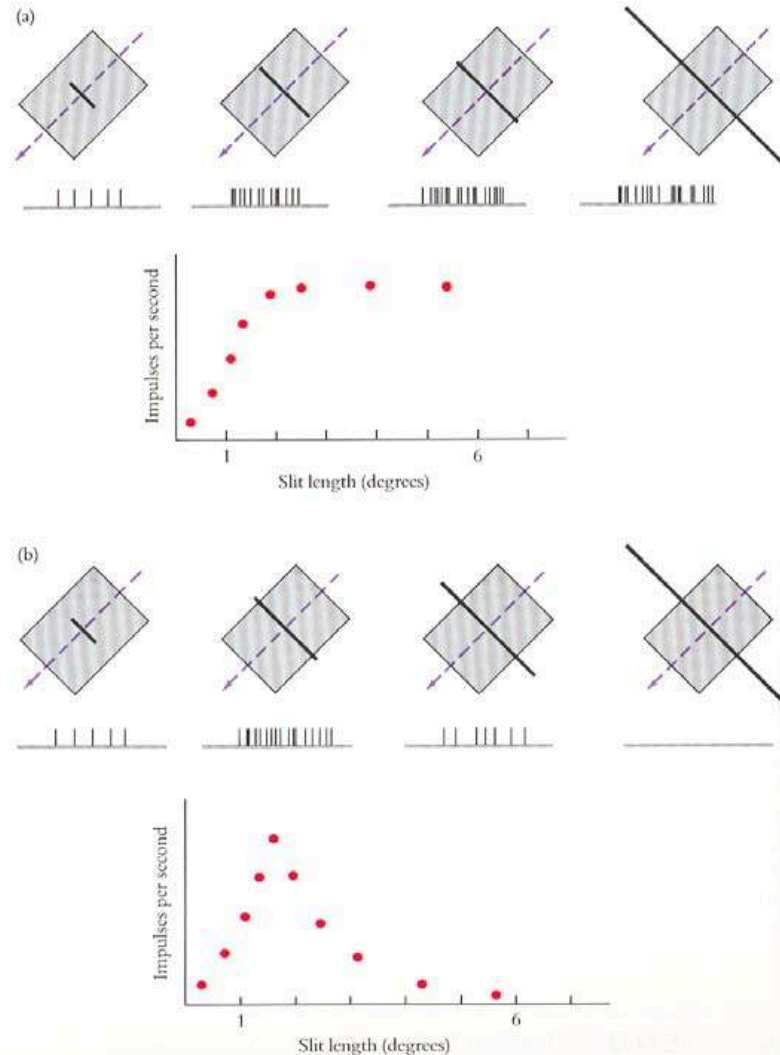 (a)
Impulses per second
1 6
Slit length (degrees)
(b)
Impulses per second
1 6
Slit length (degrees)